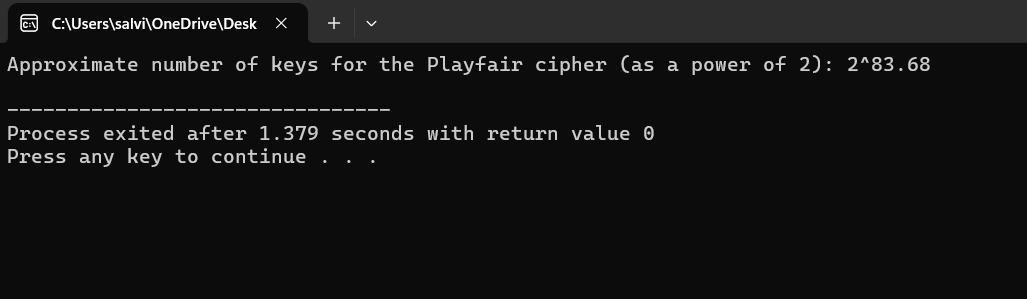 C:\Users\salvi\OneDrive\Desk
Approximate number of keys for the Playfair cipher (as a power of 2): 2^83.68
--------------------------------
Process exited after 1.379 seconds with return value 0
Press any key to continue . . .